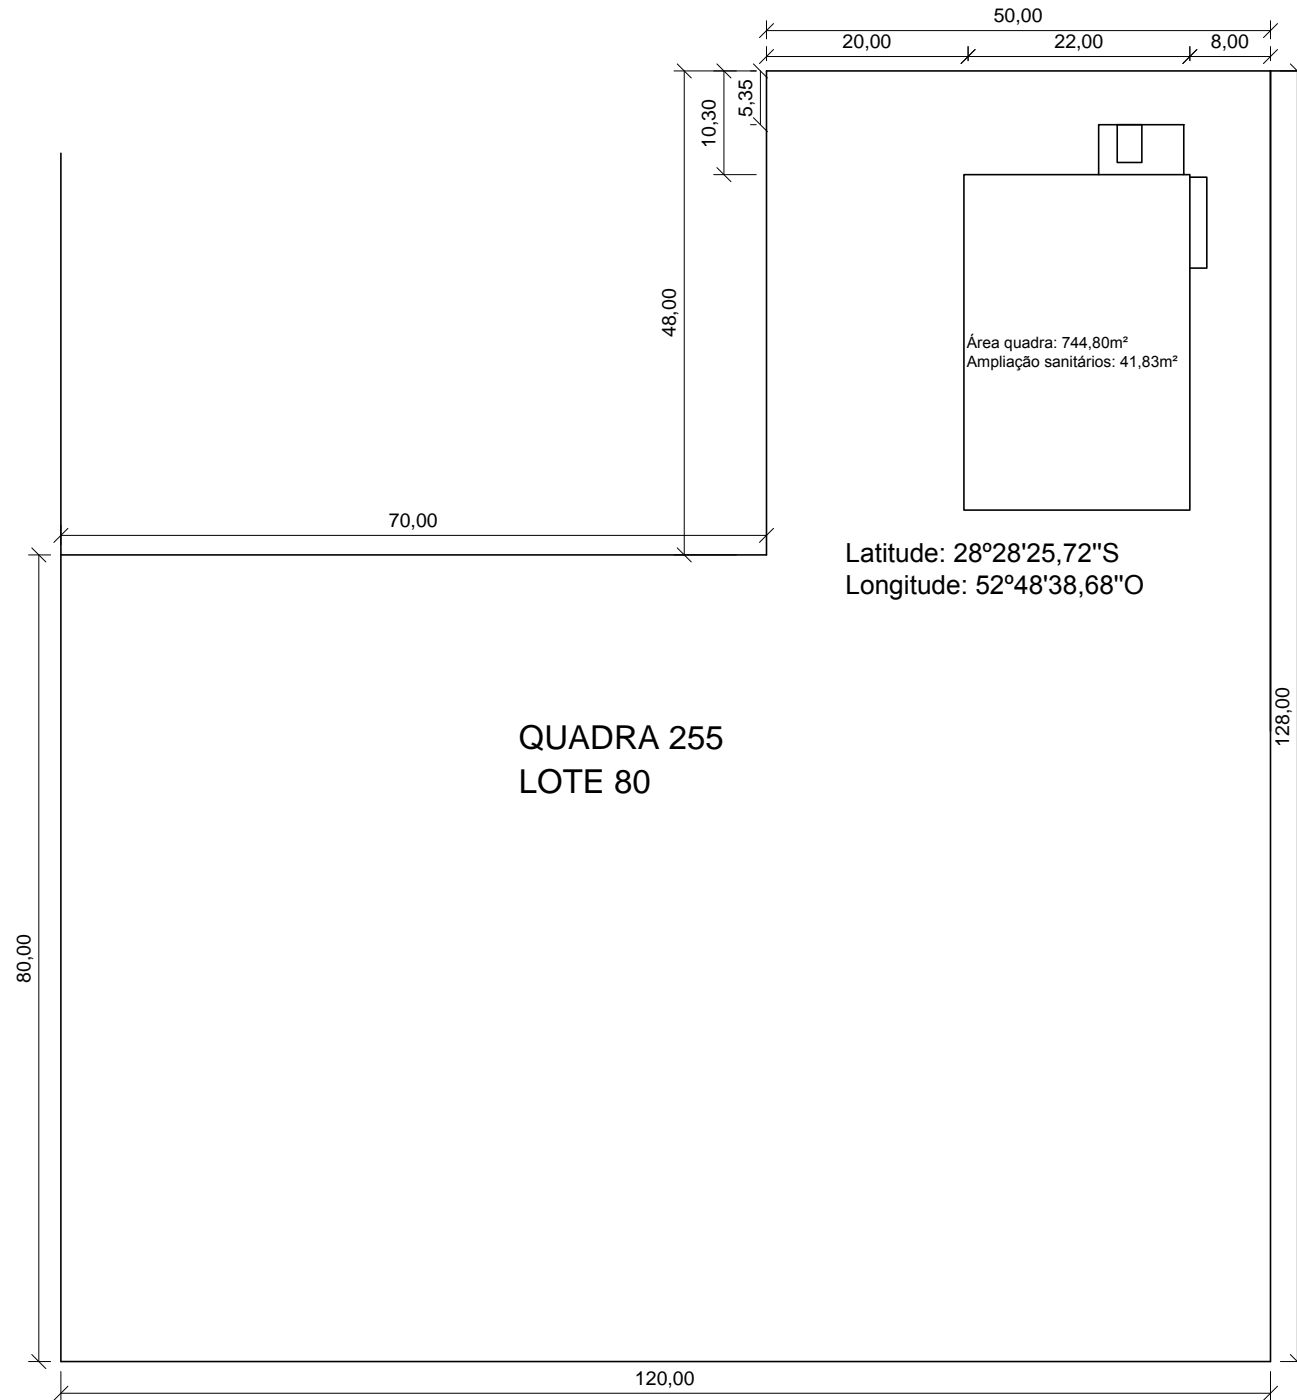 50,00
20,00
22,00
8,00
5,35
10,30
48,00
Área quadra: 744,80m²
Ampliação sanitários: 41,83m²
70,00
Latitude: 28º28'25,72"S
Longitude: 52º48'38,68"O
128,00
QUADRA 255
LOTE 80
80,00
120,00